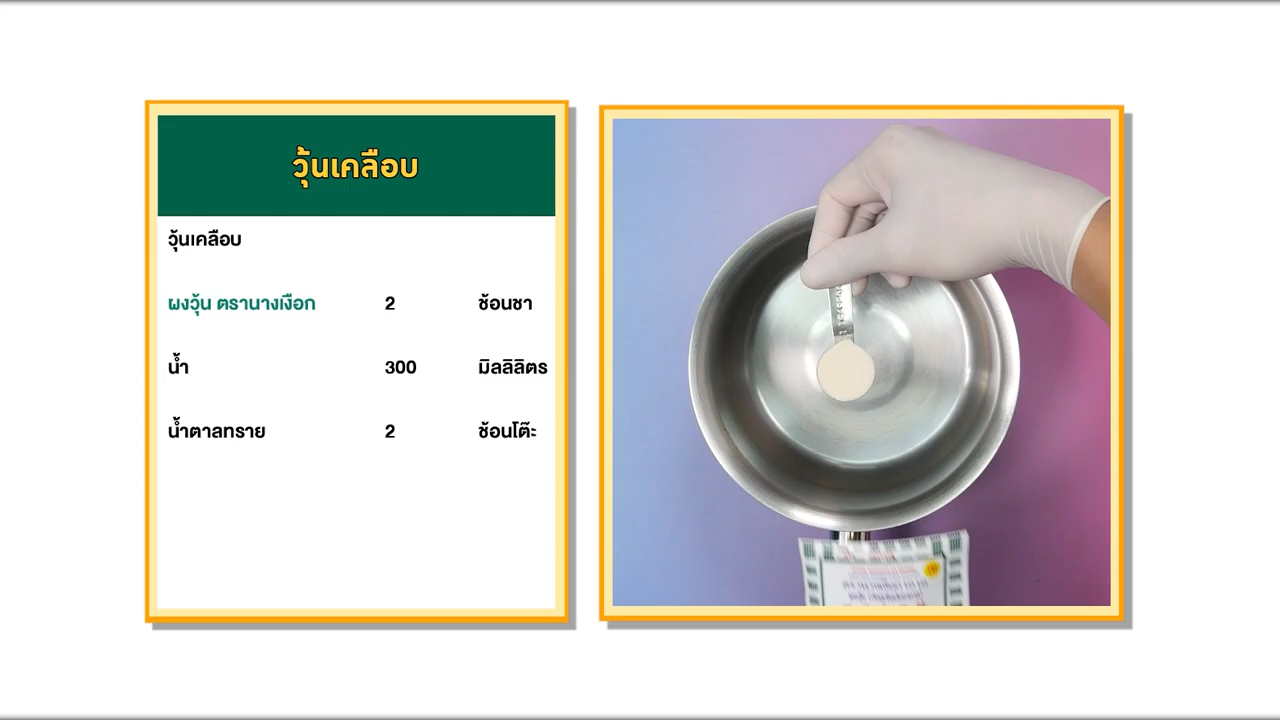 วุ้นเคลือบ
วุ้นเคลือบ
ผงวุ้น ตรานางเงือก 2 ช้อนชา
น้ำ 300 มิลลิลิตร
น้ำตาลทราย 2 ช้อนโต๊ะ